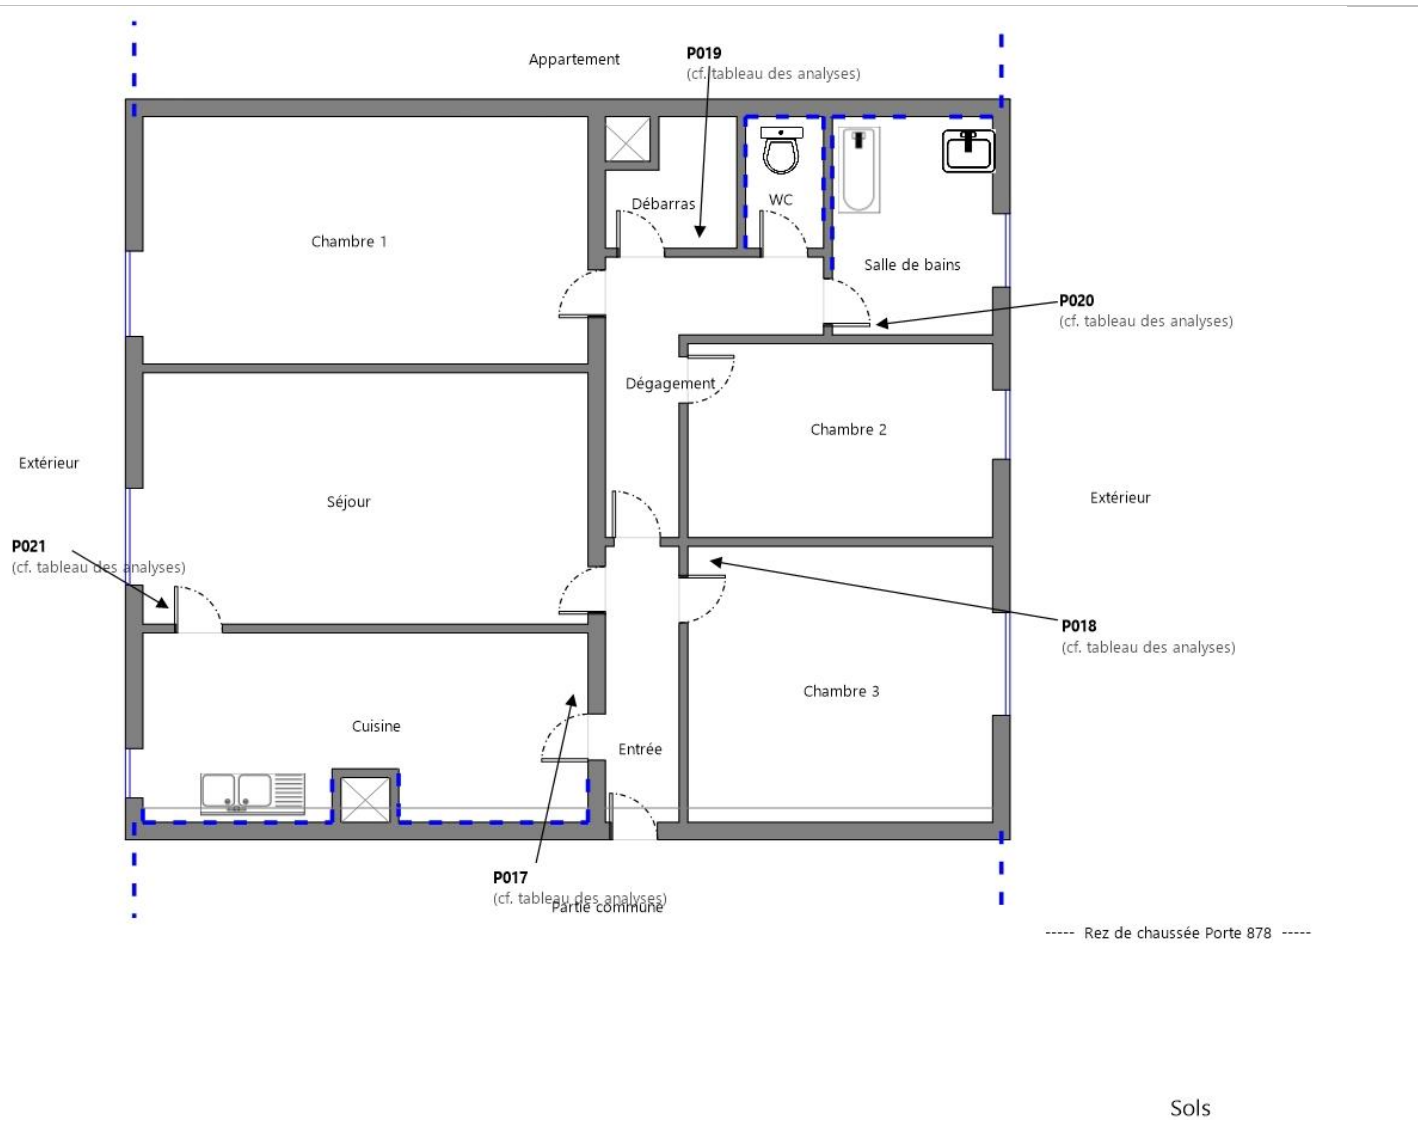 Appartement
P019
(cf. tableau des analyses)
Débarras
WC
Chambre 1
Salle de bains
P020
(cf. tableau des analyses)
Dégagement
Chambre 2
Extérieur
Séjour
Extérieur
P021
(cf. tableau des analyses)
P018
(cf. tableau des analyses)
Chambre 3
Cuisine
Entrée
P017
(cf. tableau des analyses)
Partie commune
----- Rez de chaussée Porte 878 -----
Sols